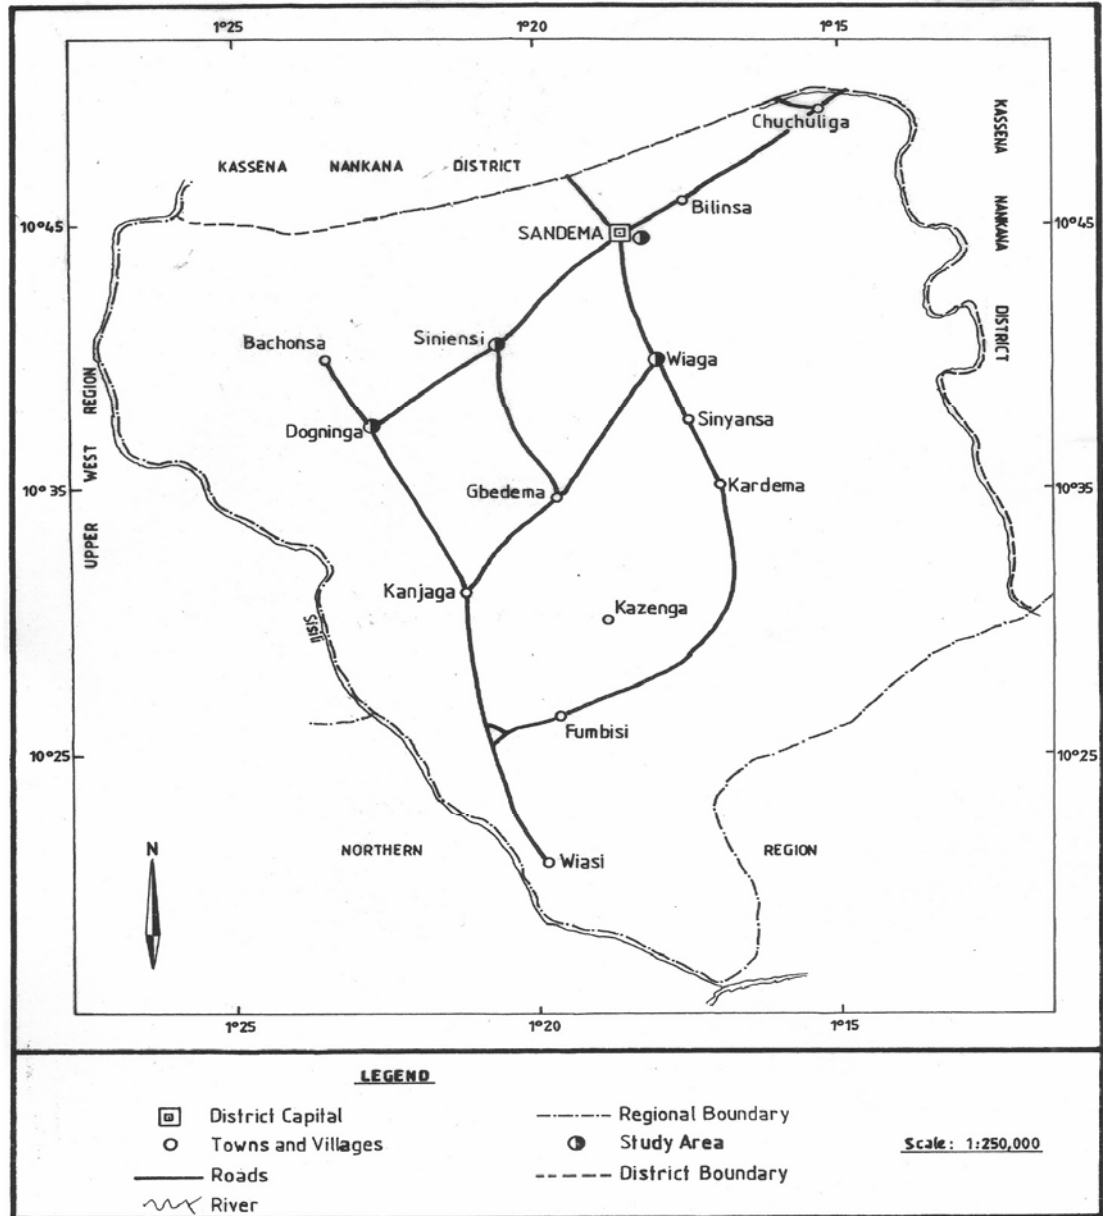 1°25 1°20 1°15
Chuchuliga
KASSENA NANKANA DISTRICT
KASSENA NANKANA DISTRICT
Bilinsa
10°45 SANDEMA 10°45
Siniensi
Bachonsa
Wiaga
UPPER WEST REGION
Dogninga
Sinyansa
10°35 Gbedema Kardema 10°35
Kanjaga
Kazenga
Sisili
Fumbisi
10°25 10°25
N
NORTHERN REGION
Wiasi
1°25 1°20 1°15
LEGEND
District Capital
Towns and Villages
Roads
River
Regional Boundary
Study Area
District Boundary
Scale: 1:250,000